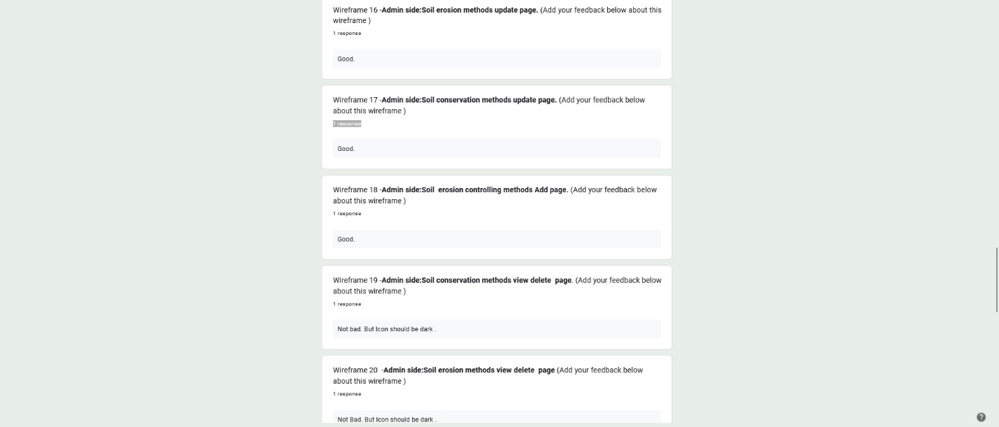 Wireframe 16 -Admin side:Soil erosion methods update page. (Add your feedback below about this
wireframe )
1 response
Good.
Wireframe 17 -Admin side:Soil conservation methods update page. (Add your feedback below
about this wireframe )
1 response
Good.
Wireframe 18 -Admin side:Soil  erosion controlling methods Add page. (Add your feedback below
about this wireframe )
1 response
Good.
Wireframe 19 -Admin side:Soil conservation methods view delete  page. (Add your feedback below
about this wireframe )
1 response
Not bad. But Icon should be dark .
Wireframe 20  -Admin side:Soil erosion methods view delete  page (Add your feedback below
about this wireframe )
1 response
Not Bad. But Icon should be dark .
?